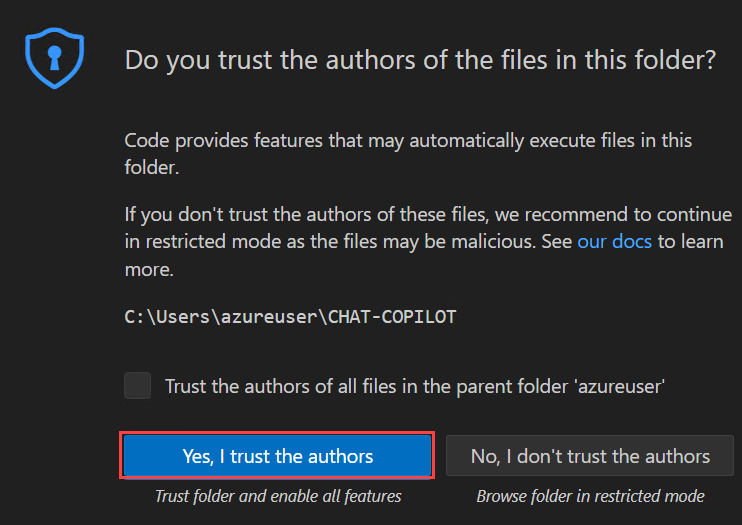 Do you trust the authors of the files in this folder?
Code provides features that may automatically execute files in this
folder.
If you don't trust the authors of these files, we recommend to continue
in restricted mode as the files may be malicious. See our docs to learn
more.
C:\Users\azureuser\CHAT-COPILOT
Trust the authors of all files in the parent folder 'azureuser'
Yes, I trust the authors
No, I don't trust the authors
Trust folder and enable all features
Browse folder in restricted mode